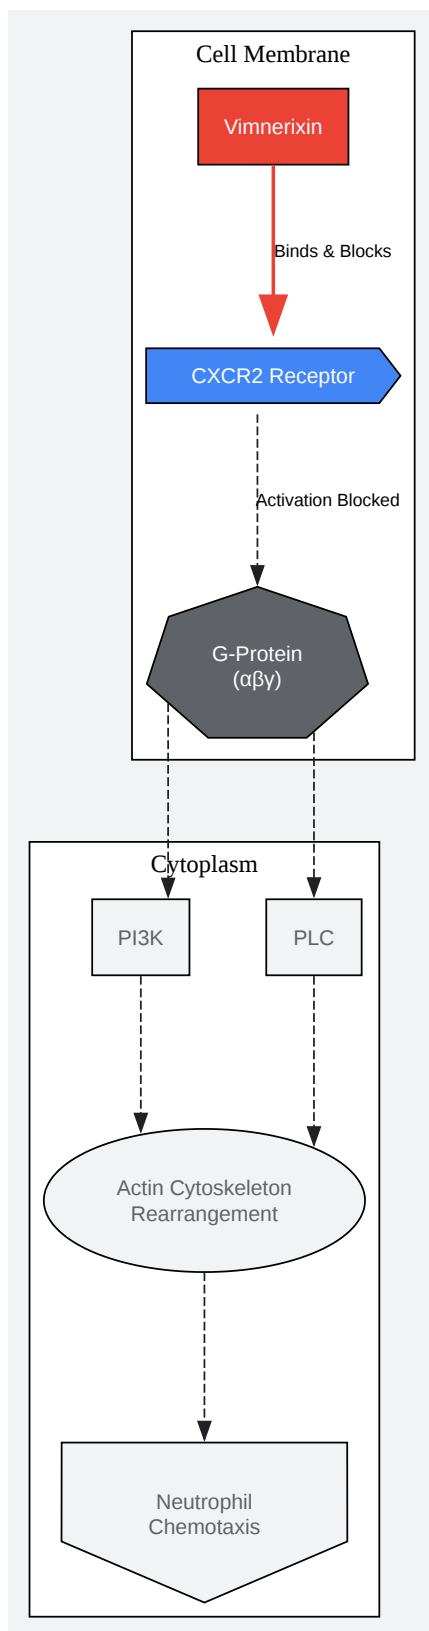 Cell Membrane
Vimnerixin
Binds & Blocks
CXCR2 Receptor
Activation Blocked
G-Protein
(αβγ)
Cytoplasm
PI3K
PLC
Actin Cytoskeleton
Rearrangement
Neutrophil
Chemotaxis